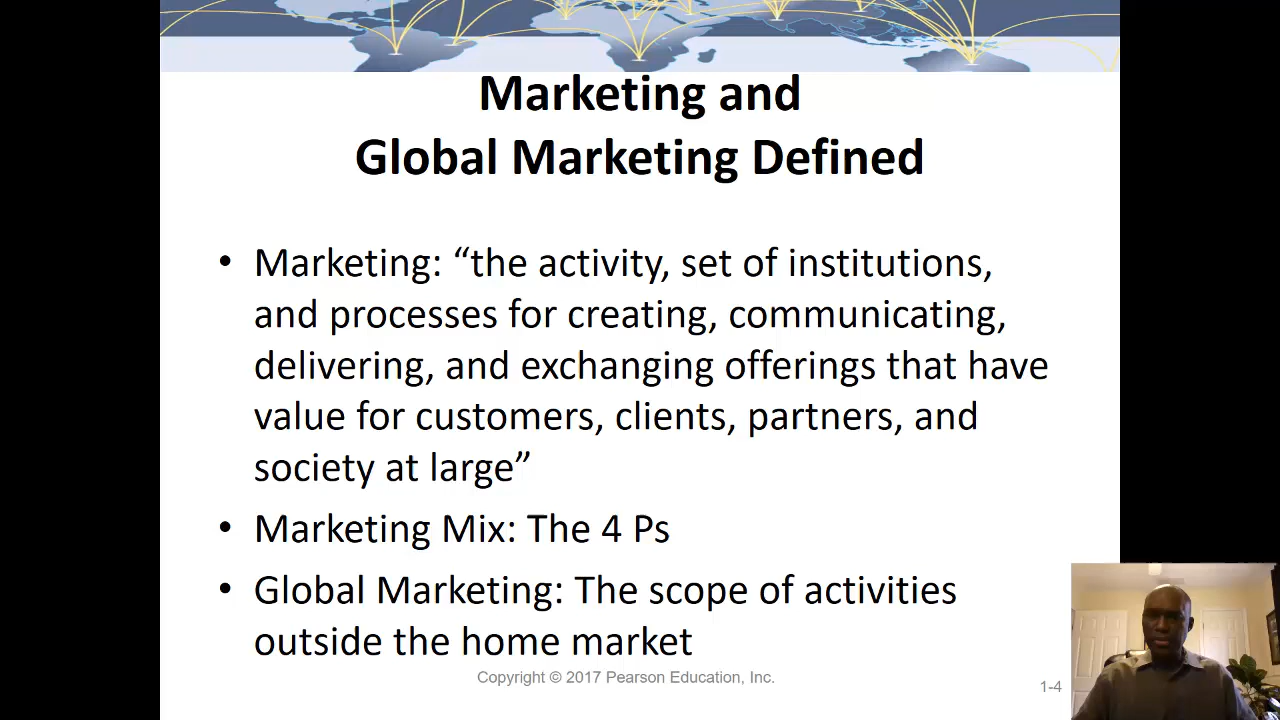 Marketing and
Global Marketing Defined
• Marketing: “the activity, set of institutions,
and processes for creating, communicating,
delivering, and exchanging offerings that have
value for customers, clients, partners, and
society at large”
• Marketing Mix: The 4 Ps
• Global Marketing: The scope of activities
outside the home market
Copyright © 2017 Pearson Education, Inc.
1-4